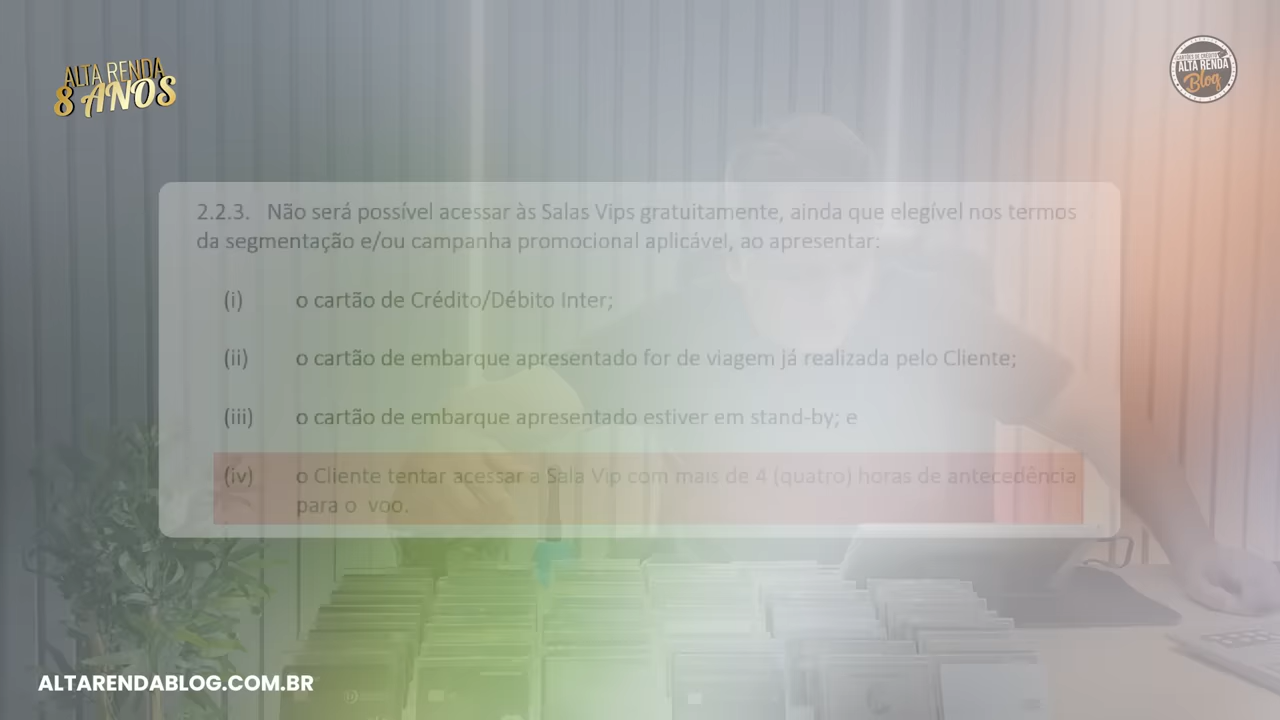 ALTA RENDA
8 ANOS
CARTÕES DE CRÉDITO
ALTA RENDA
Blog
2.2.3. Não será possível acessar às Salas Vips gratuitamente, ainda que elegível nos termos
da segmentação e/ou campanha promocional aplicável, ao apresentar:
(i) o cartão de Crédito/Débito Inter;
(ii) o cartão de embarque apresentado for de viagem já realizada pelo Cliente;
(iii) o cartão de embarque apresentado estiver em stand-by; e
(iv) o Cliente tentar acessar a Sala Vip com mais de 4 (quatro) horas de antecedência
para o voo.
ALTARENDABLOG.COM.BR